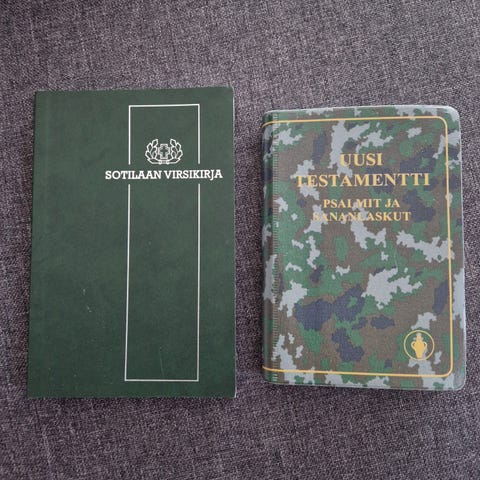 SOTILAAN VIRSIKIRJA
UUSI
TESTAMENTTI
PSALMIT JA
SANANLASKUT